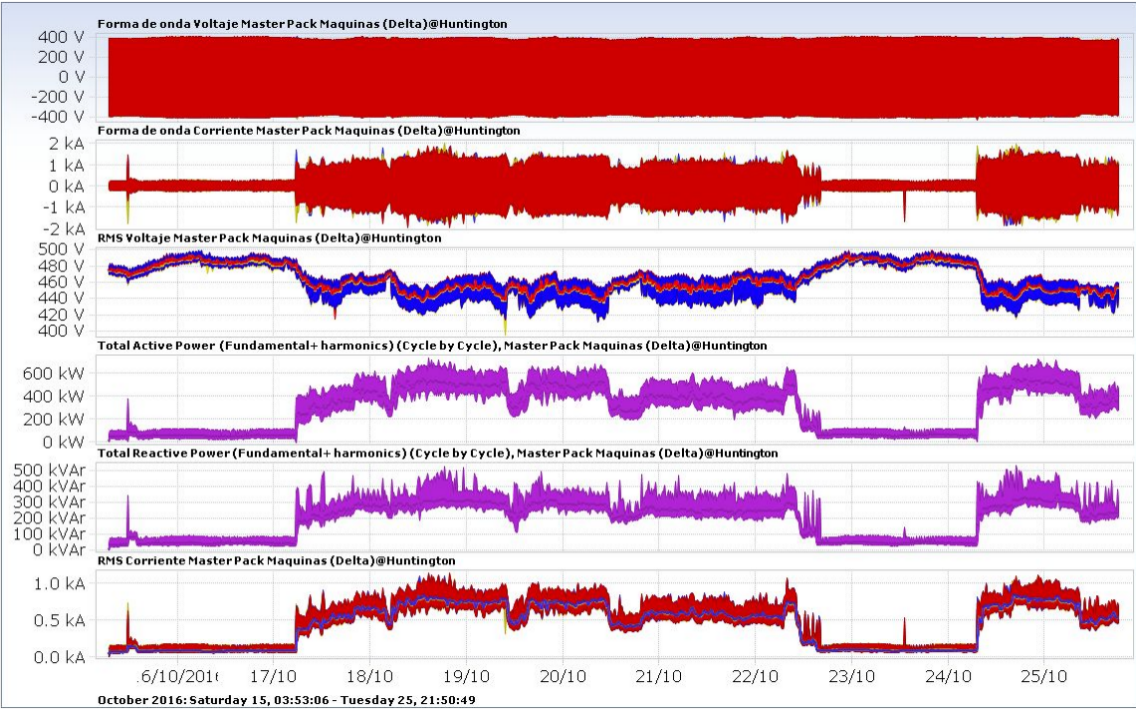 Forma de onda Voltaje Master Pack Maquinas (Delta)@Huntington
400 V
200 V
0 V
-200 V
-400 V
Forma de onda Corriente Master Pack Maquinas (Delta)@Huntington
2 kA
1 kA
0 kA
-1 kA
-2 kA
RMS Voltaje Master Pack Maquinas (Delta)@Huntington
500 V
480 V
460 V
440 V
420 V
400 V
Total Active Power (Fundamental+ harmonics) (Cycle by Cycle), Master Pack Maquinas (Delta)@Huntington
600 kW
400 kW
200 kW
0 kW
Total Reactive Power (Fundamental+ harmonics) (Cycle by Cycle), Master Pack Maquinas (Delta)@Huntington
500 kVAr
400 kVAr
300 kVAr
200 kVAr
100 kVAr
0 kVAr
RMS Corriente Master Pack Maquinas (Delta)@Huntington
1.0 kA
0.5 kA
0.0 kA
6/10/201 17/10 18/10 19/10 20/10 21/10 22/10 23/10 24/10 25/10
October 2016: Saturday 15, 03:53:06 - Tuesday 25, 21:50:49